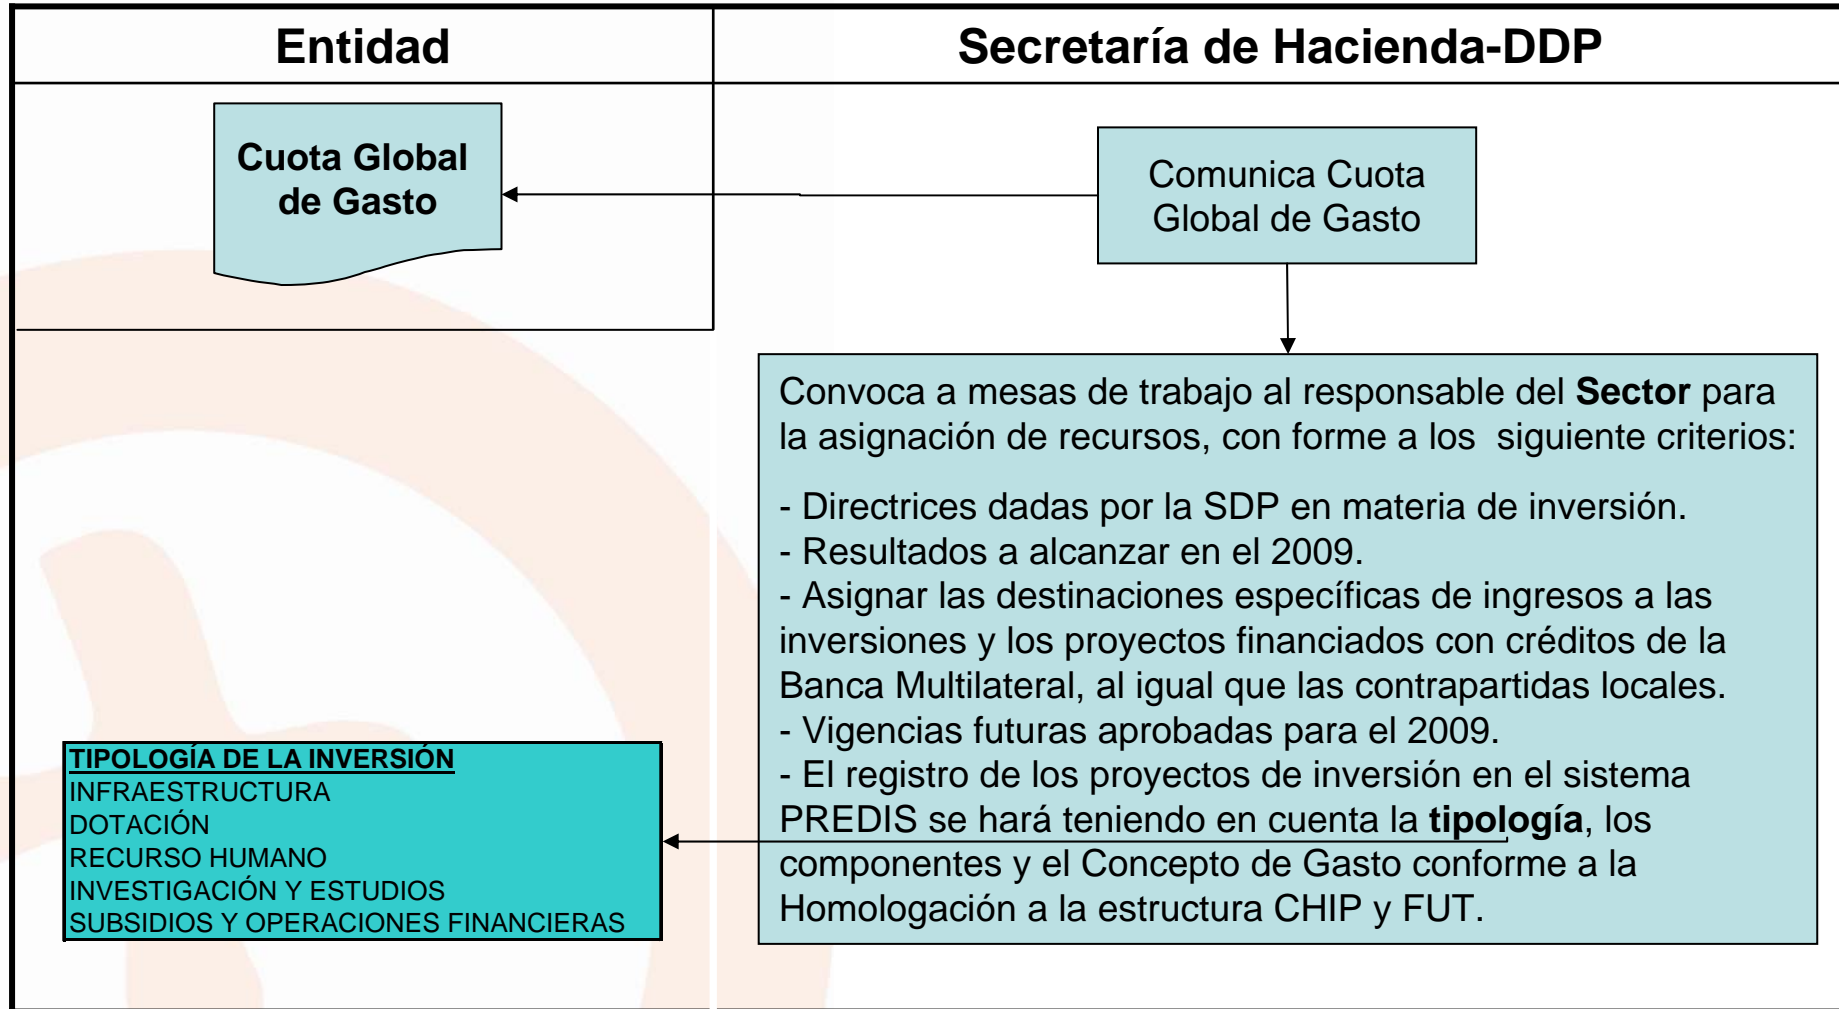 Entidad
Secretaría de Hacienda-DDP
Cuota Global
de Gasto
Comunica Cuota
Global de Gasto
Convoca a mesas de trabajo al responsable del Sector para
la asignación de recursos, con forme a los  siguiente criterios:
- Directrices dadas por la SDP en materia de inversión.
- Resultados a alcanzar en el 2009.
- Asignar las destinaciones específicas de ingresos a las
inversiones y los proyectos financiados con créditos de la
Banca Multilateral, al igual que las contrapartidas locales.
- Vigencias futuras aprobadas para el 2009.
- El registro de los proyectos de inversión en el sistema
PREDIS se hará teniendo en cuenta la tipología, los
componentes y el Concepto de Gasto conforme a la
Homologación a la estructura CHIP y FUT.
TIPOLOGÍA DE LA INVERSIÓN
INFRAESTRUCTURA
DOTACIÓN
RECURSO HUMANO
INVESTIGACIÓN Y ESTUDIOS
SUBSIDIOS Y OPERACIONES FINANCIERAS